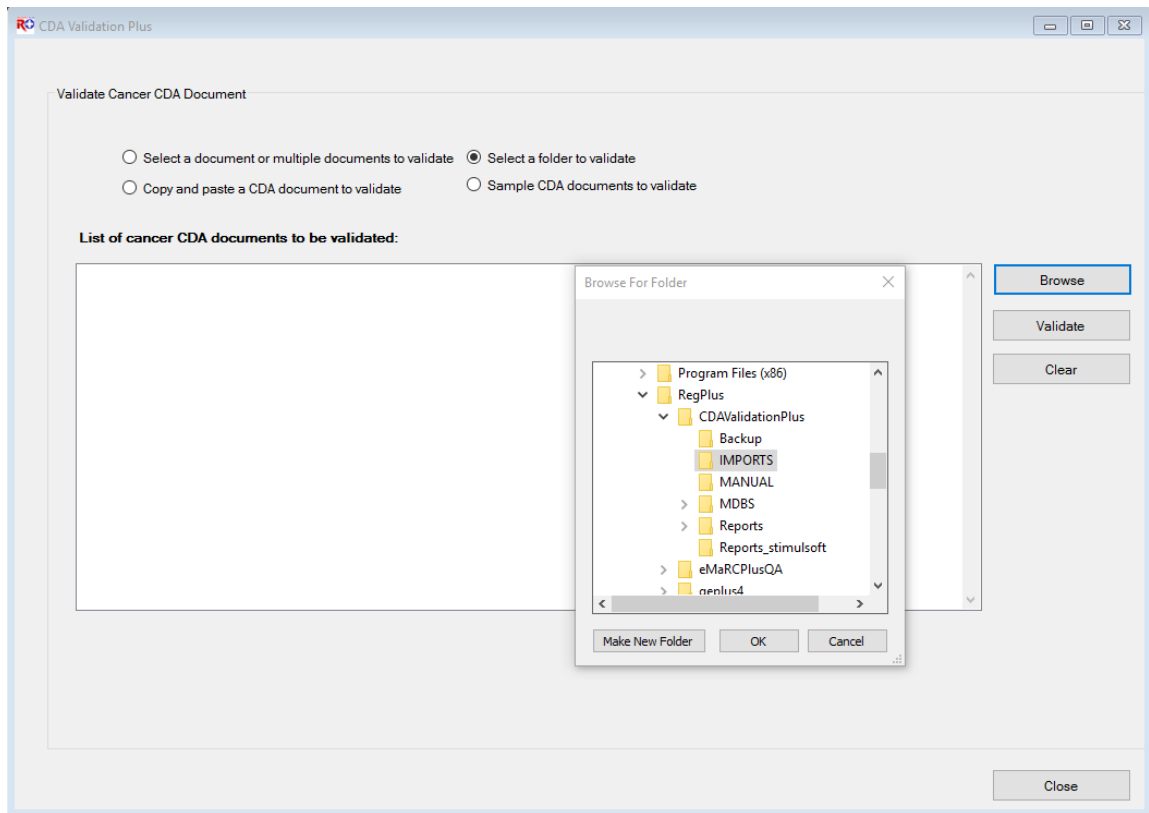 CDA Validation Plus
Validate Cancer CDA Document
Select a document or multiple documents to validate
Select a folder to validate
Copy and paste a CDA document to validate
Sample CDA documents to validate
List of cancer CDA documents to be validated:
Browse For Folder
Program Files (x86)
RegPlus
CDAValidationPlus
Backup
IMPORTS
MANUAL
MDBS
Reports
Reports_stimulsoft
eMaRCPlusQA
geplus4
Make New Folder
OK
Cancel
Browse
Validate
Clear
Close